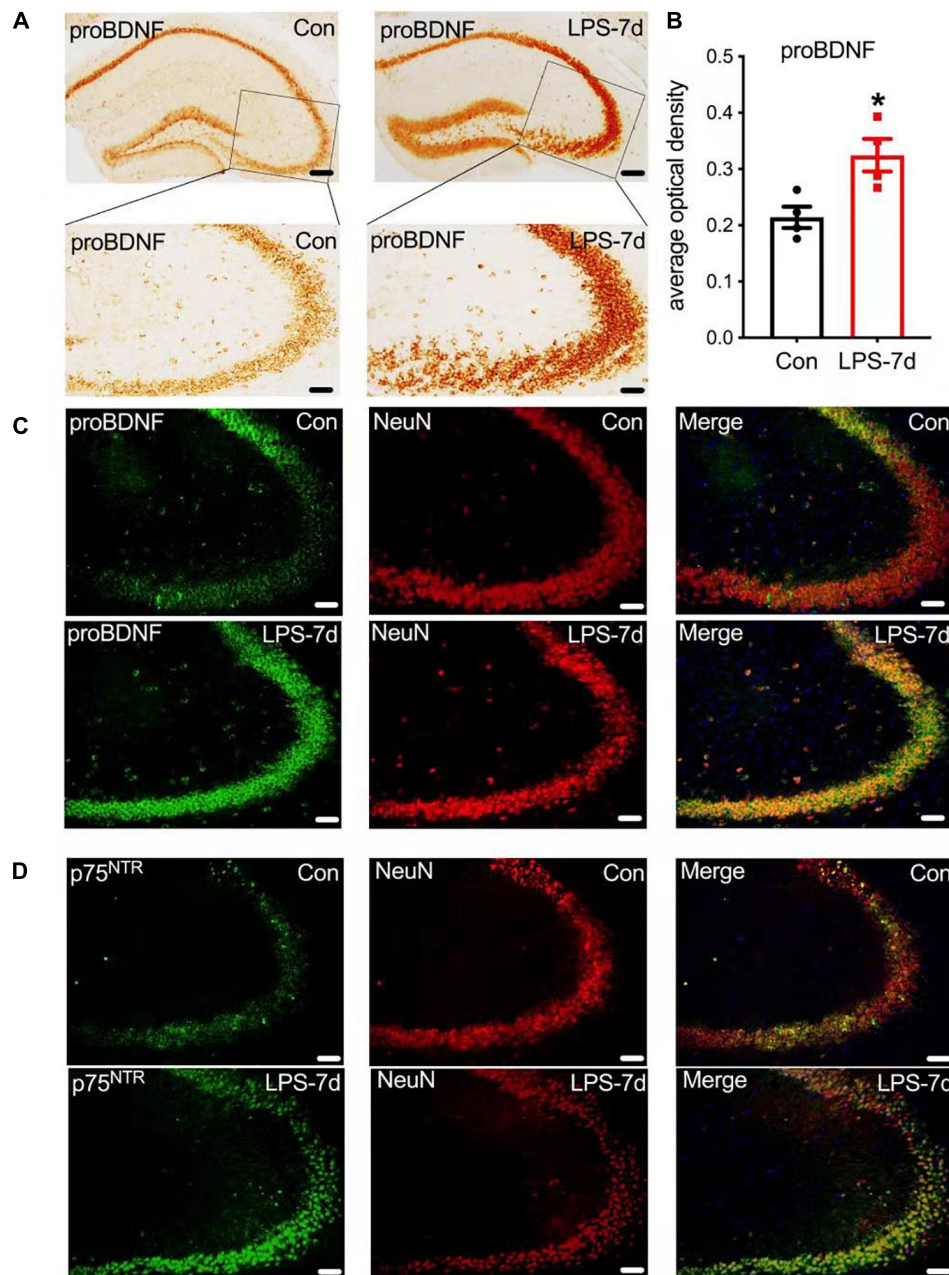 A
proBDNF Con
proBDNF LPS-7d
proBDNF Con
proBDNF LPS-7d
B
proBDNF
*
average optical density
0.5
0.4
0.3
0.2
0.1
0.0
Con LPS-7d
C
proBDNF Con
NeuN Con
Merge Con
proBDNF LPS-7d
NeuN LPS-7d
Merge LPS-7d
D
p75NTR Con
NeuN Con
Merge Con
p75NTR LPS-7d
NeuN LPS-7d
Merge LPS-7d